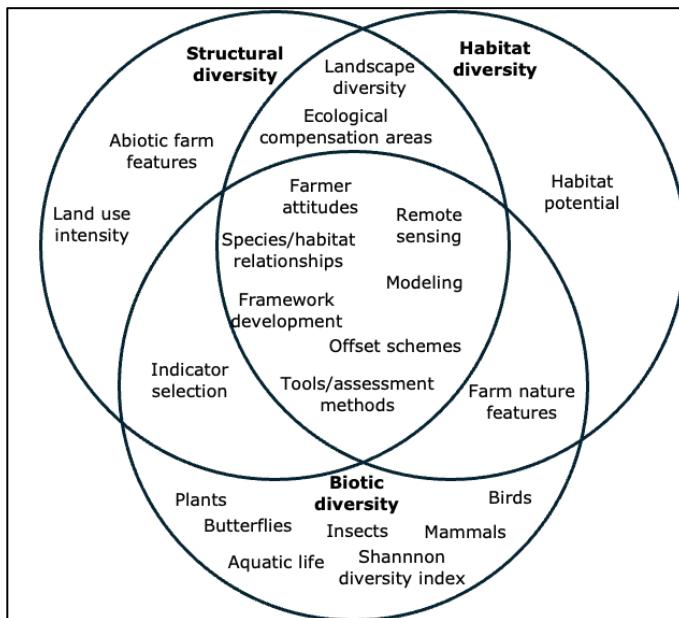 Structural
diversity
Habitat
diversity
Landscape
diversity
Ecological
compensation areas
Abiotic farm
features
Land use
intensity
Habitat
potential
Farmer
attitudes
Remote
sensing
Species/habitat
relationships
Modeling
Framework
development
Offset schemes
Indicator
selection
Tools/assessment
methods
Farm nature
features
Biotic
diversity
Plants
Birds
Butterflies
Insects
Mammals
Aquatic life
Shannnon
diversity index